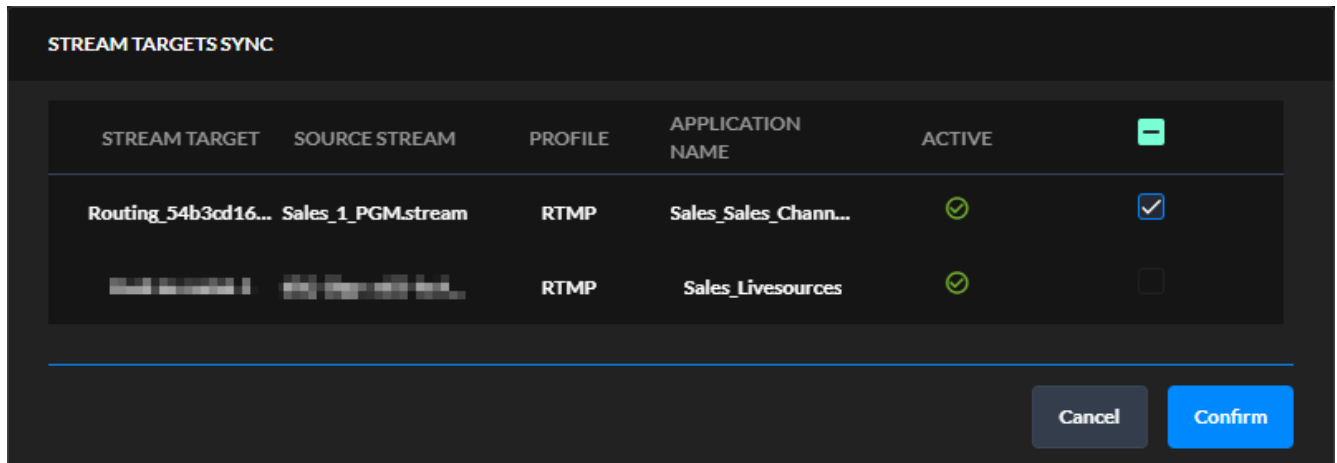 STREAM TARGETS SYNC
STREAM TARGET SOURCE STREAM PROFILE APPLICATION NAME ACTIVE
Routing_54b3cd16... Sales_1_PGM.stream RTMP Sales_Sales_Chann...
RTMP Sales_Livesources
Cancel Confirm